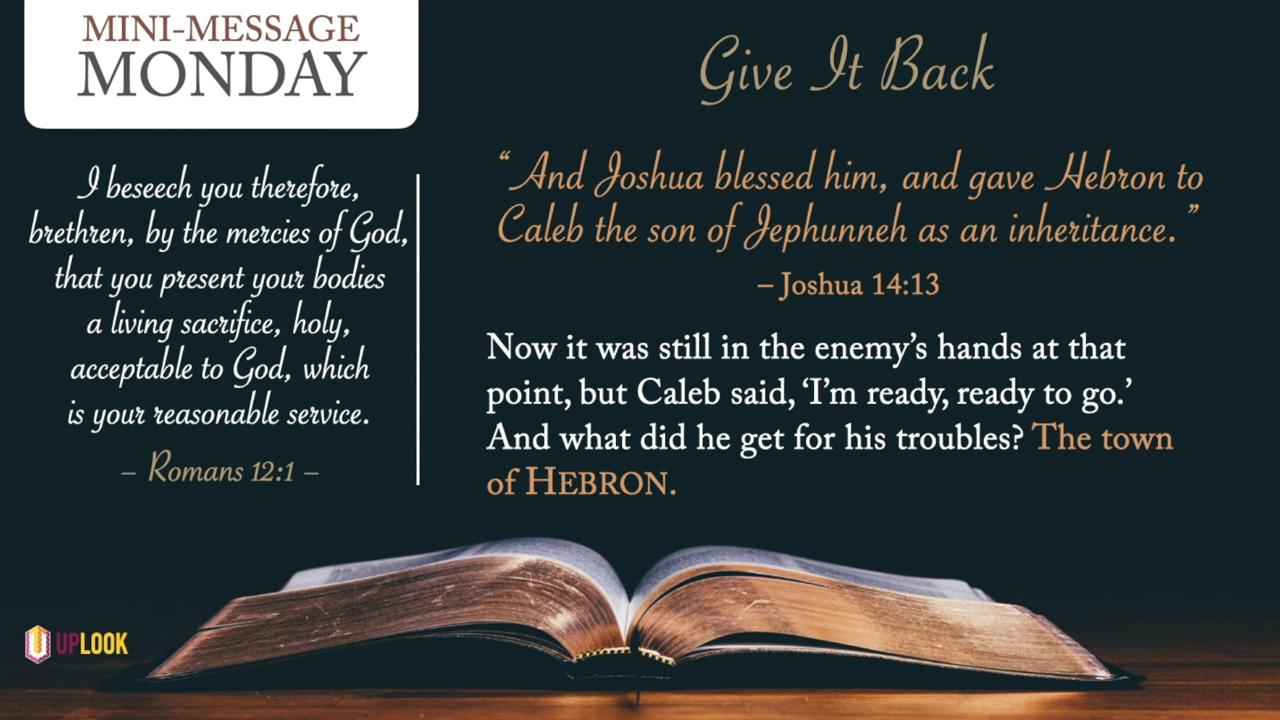 MINI-MESSAGE
MONDAY
I beseech you therefore,
brethren, by the mercies of God,
that you present your bodies
a living sacrifice, holy,
acceptable to God, which
is your reasonable service.
– Romans 12:1 –
Give It Back
“And Joshua blessed him, and gave Hebron to
Caleb the son of Jephunneh as an inheritance.”
– Joshua 14:13
Now it was still in the enemy’s hands at that
point, but Caleb said, ‘I’m ready, ready to go.’
And what did he get for his troubles? The town
of HEBRON.
UPLOOK